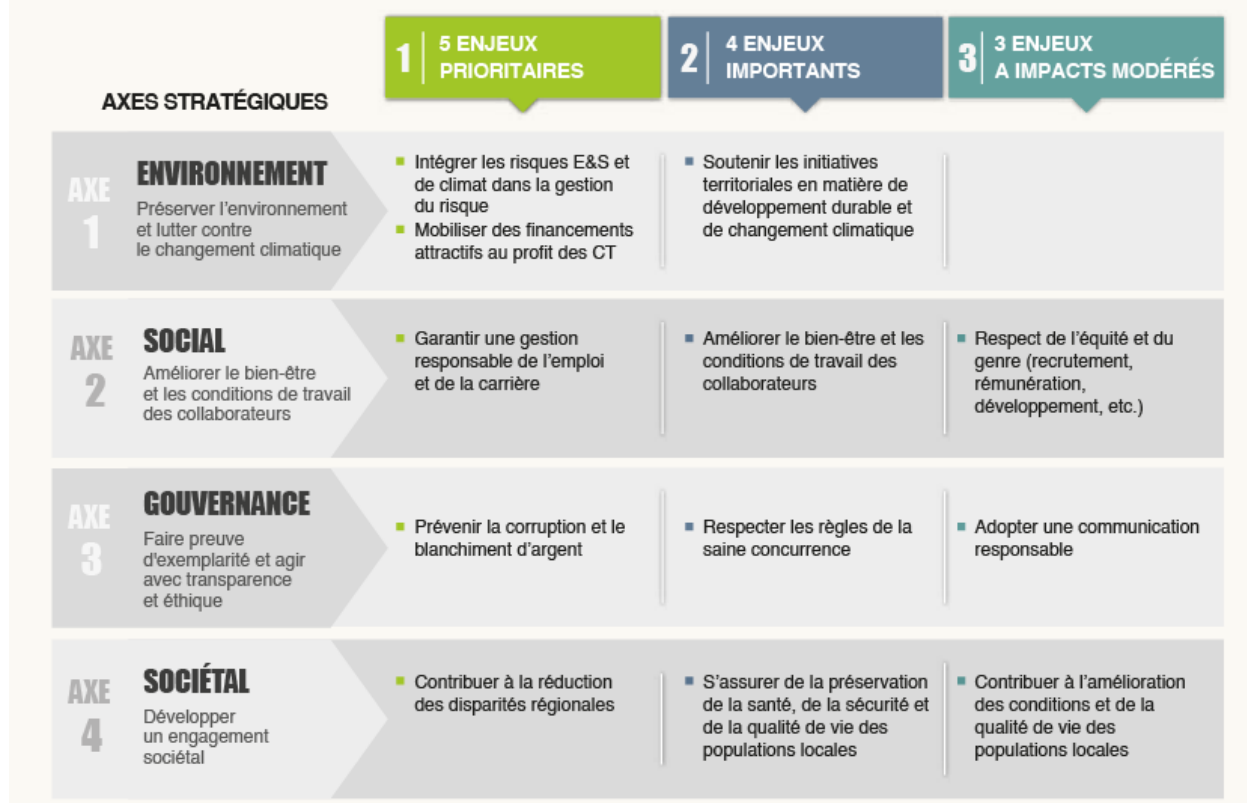 1
5 ENJEUX
PRIORITAIRES
2
4 ENJEUX
IMPORTANTS
3
3 ENJEUX
A IMPACTS MODÉRÉS
AXES STRATÉGIQUES
AXE
1
ENVIRONNEMENT
Préserver l'environnement
et lutter contre
le changement climatique
Intégrer les risques E&S et
de climat dans la gestion
du risque
Mobiliser des financements
attractifs au profit des CT
Soutenir les initiatives
territoriales en matière de
développement durable et
de changement climatique
AXE
2
SOCIAL
Améliorer le bien-être
et les conditions de travail
des collaborateurs
Garantir une gestion
responsable de l'emploi
et de la carrière
Améliorer le bien-être et les
conditions de travail des
collaborateurs
Respect de l'équité et du
genre (recrutement,
rémunération,
développement, etc.)
AXE
3
GOUVERNANCE
Faire preuve
d'exemplarité et agir
avec transparence
et éthique
Prévenir la corruption et le
blanchiment d'argent
Respecter les règles de la
saine concurrence
Adopter une communication
responsable
AXE
4
SOCIÉTAL
Développer
un engagement
sociétal
Contribuer à la réduction
des disparités régionales
S'assurer de la préservation
de la santé, de la sécurité et
de la qualité de vie des
populations locales
Contribuer à l'amélioration
des conditions et de la
qualité de vie des
populations locales